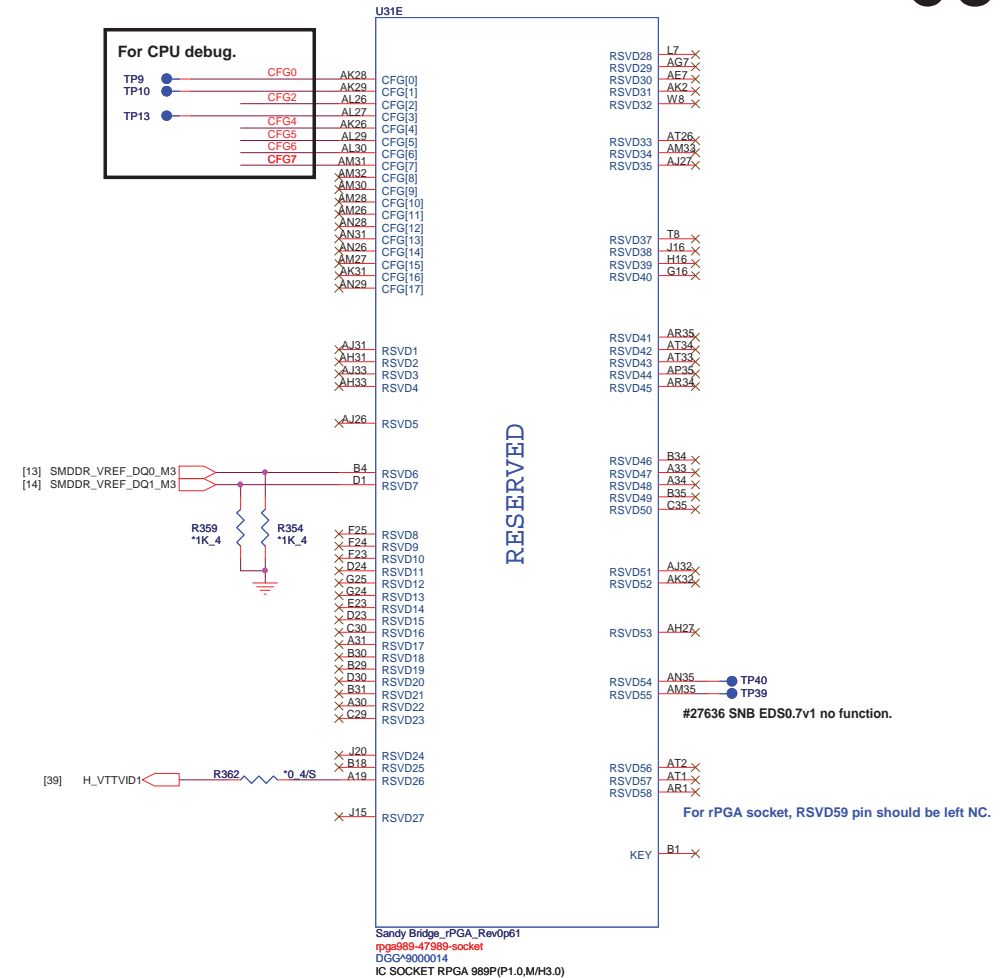 U31E
For CPU debug.
TP9 CFG0 AK28 CFG[0]
TP10 AK29 CFG[1]
CFG2 AL26 CFG[2]
TP13 AL27 CFG[3]
CFG4 AK26 CFG[4]
CFG5 AL29 CFG[5]
CFG6 AL30 CFG[6]
CFG7 AM31 CFG[7]
AM32 CFG[8]
AM30 CFG[9]
AM28 CFG[10]
AM26 CFG[11]
AN28 CFG[12]
AN31 CFG[13]
AN26 CFG[14]
AM27 CFG[15]
AK31 CFG[16]
AN29 CFG[17]
AJ31 RSVD1
AH31 RSVD2
AJ33 RSVD3
AH33 RSVD4
AJ26 RSVD5
[13] SMDDR_VREF_DQ0_M3 B4 RSVD6
[14] SMDDR_VREF_DQ1_M3 D1 RSVD7
R359 R354
*1K_4 *1K_4
F25 RSVD8
F24 RSVD9
F23 RSVD10
D24 RSVD11
G25 RSVD12
G24 RSVD13
E23 RSVD14
D23 RSVD15
C30 RSVD16
A31 RSVD17
B30 RSVD18
B29 RSVD19
D30 RSVD20
B31 RSVD21
A30 RSVD22
C29 RSVD23
J20 RSVD24
B18 RSVD25
[39] H_VTTVID1 R362 *0_4/S A19 RSVD26
J15 RSVD27
RESERVED
RSVD28 L7
RSVD29 AG7
RSVD30 AE7
RSVD31 AK2
RSVD32 W8
RSVD33 AT26
RSVD34 AM33
RSVD35 AJ27
RSVD37 T8
RSVD38 J16
RSVD39 H16
RSVD40 G16
RSVD41 AR35
RSVD42 AT34
RSVD43 AT33
RSVD44 AP35
RSVD45 AR34
RSVD46 B34
RSVD47 A33
RSVD48 A34
RSVD49 B35
RSVD50 C35
RSVD51 AJ32
RSVD52 AK32
RSVD53 AH27
RSVD54 AN35 TP40
RSVD55 AM35 TP39
#27636 SNB EDS0.7v1 no function.
RSVD56 AT2
RSVD57 AT1
RSVD58 AR1
For rPGA socket, RSVD59 pin should be left NC.
KEY B1
Sandy Bridge_rPGA_Rev0p61
rpga989-47989-socket
DGG^9000014
IC SOCKET RPGA 989P(P1.0,M/H3.0)